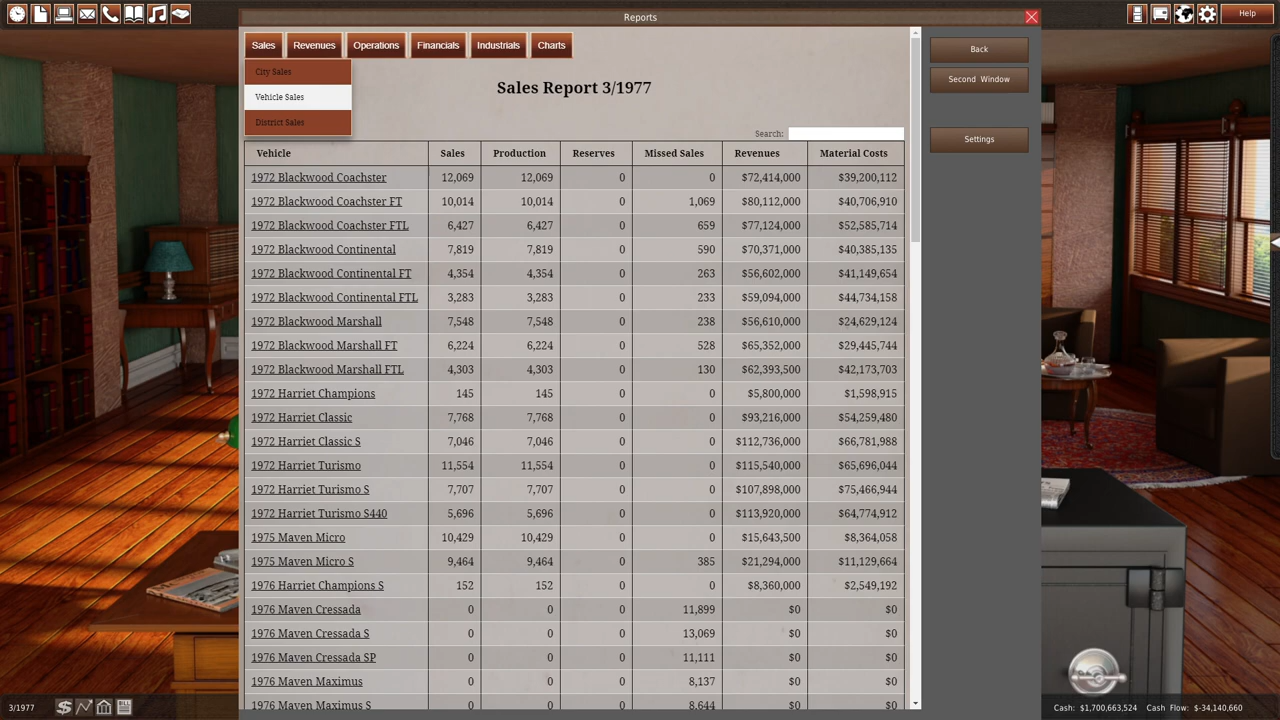 Reports
Help
Sales Revenues Operations Financials Industrials Charts
Back
City Sales
Second Window
Sales Report 3/1977
Vehicle Sales
District Sales
Search:
Settings
Vehicle Sales Production Reserves Missed Sales Revenues Material Costs
1972 Blackwood Coachster 12,069 12,069 0 0 $72,414,000 $39,200,112
1972 Blackwood Coachster FT 10,014 10,014 0 1,069 $80,112,000 $40,706,910
1972 Blackwood Coachster FTL 6,427 6,427 0 659 $77,124,000 $52,585,714
1972 Blackwood Continental 7,819 7,819 0 590 $70,371,000 $40,385,135
1972 Blackwood Continental FT 4,354 4,354 0 263 $56,602,000 $41,149,654
1972 Blackwood Continental FTL 3,283 3,283 0 233 $59,094,000 $44,734,158
1972 Blackwood Marshall 7,548 7,548 0 238 $56,610,000 $24,629,124
1972 Blackwood Marshall FT 6,224 6,224 0 528 $65,352,000 $29,445,744
1972 Blackwood Marshall FTL 4,303 4,303 0 130 $62,393,500 $42,173,703
1972 Harriet Champions 145 145 0 0 $5,800,000 $1,598,915
1972 Harriet Classic 7,768 7,768 0 0 $93,216,000 $54,259,480
1972 Harriet Classic S 7,046 7,046 0 0 $112,736,000 $66,781,988
1972 Harriet Turismo 11,554 11,554 0 0 $115,540,000 $65,696,044
1972 Harriet Turismo S 7,707 7,707 0 0 $107,898,000 $75,466,944
1972 Harriet Turismo S440 5,696 5,696 0 0 $113,920,000 $64,774,912
1975 Maven Micro 10,429 10,429 0 0 $15,643,500 $8,364,058
1975 Maven Micro S 9,464 9,464 0 385 $21,294,000 $11,129,664
1976 Harriet Champions S 152 152 0 0 $8,360,000 $2,549,192
1976 Maven Cressada 0 0 0 11,899 $0 $0
1976 Maven Cressada S 0 0 0 13,069 $0 $0
1976 Maven Cressada SP 0 0 0 11,111 $0 $0
1976 Maven Maximus 0 0 0 8,137 $0 $0
1976 Maven Maximus S 0 0 0 8,644 $0 $0
3/1977
BILL
Cash: $1,700,663,524 Cash Flow: $-34,140,660